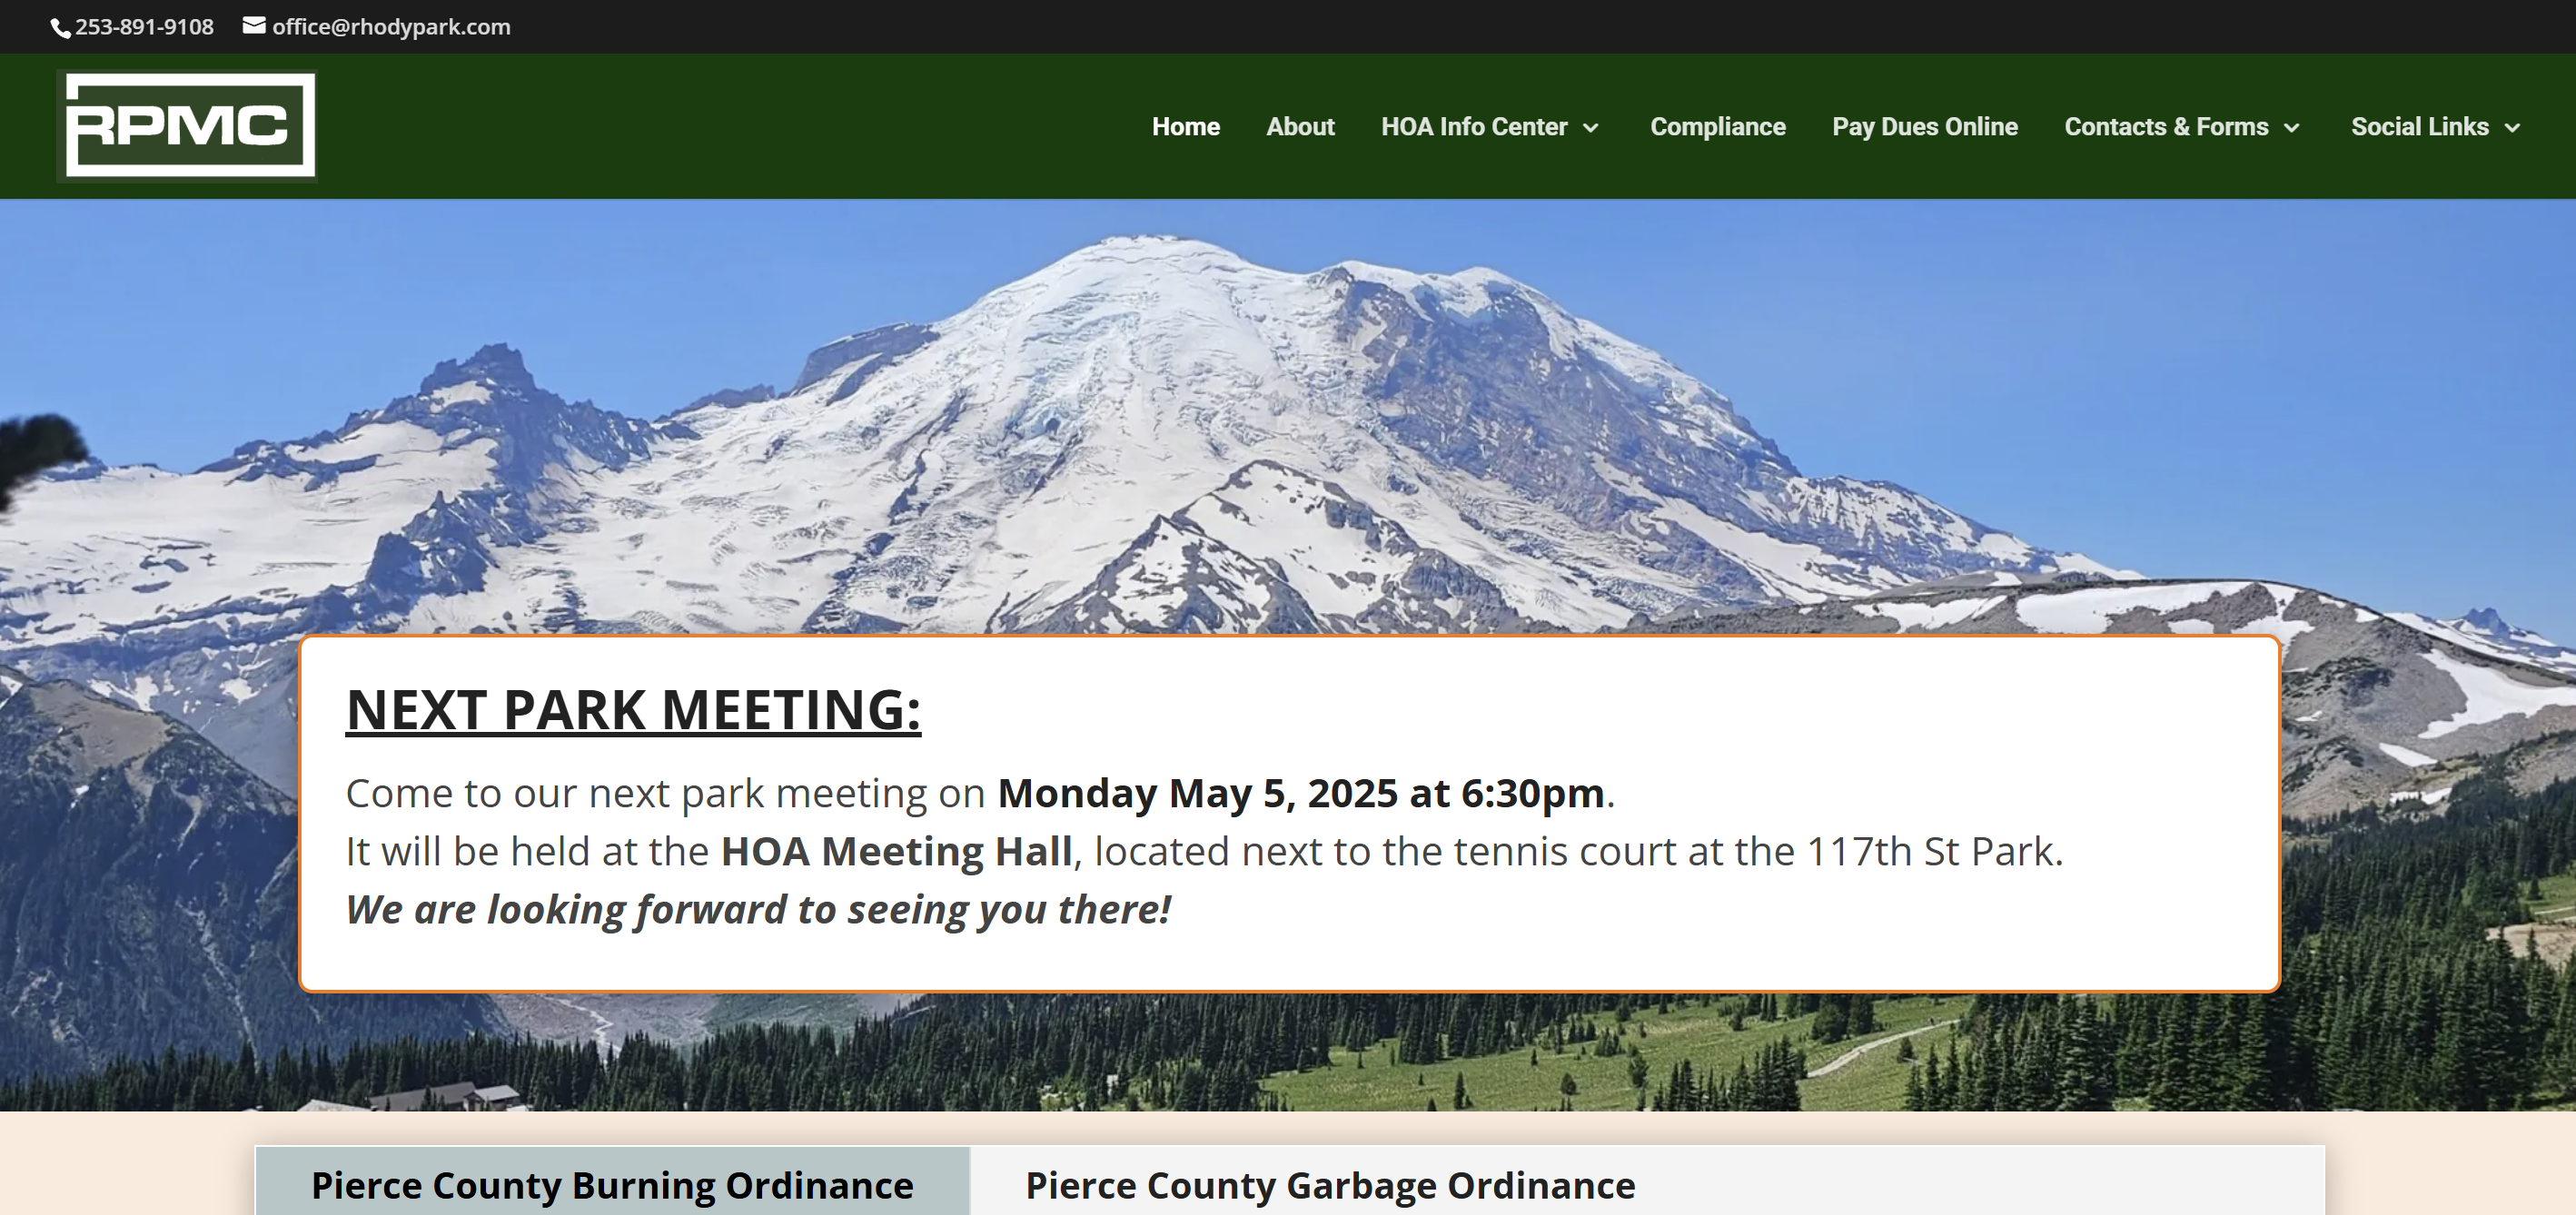 253-891-9108 office@rhodypark.com
RPMC
Home About HOA Info Center Compliance Pay Dues Online Contacts & Forms Social Links
NEXT PARK MEETING:
Come to our next park meeting on Monday May 5, 2025 at 6:30pm.
It will be held at the HOA Meeting Hall, located next to the tennis court at the 117th St Park.
We are looking forward to seeing you there!
Pierce County Burning Ordinance Pierce County Garbage Ordinance